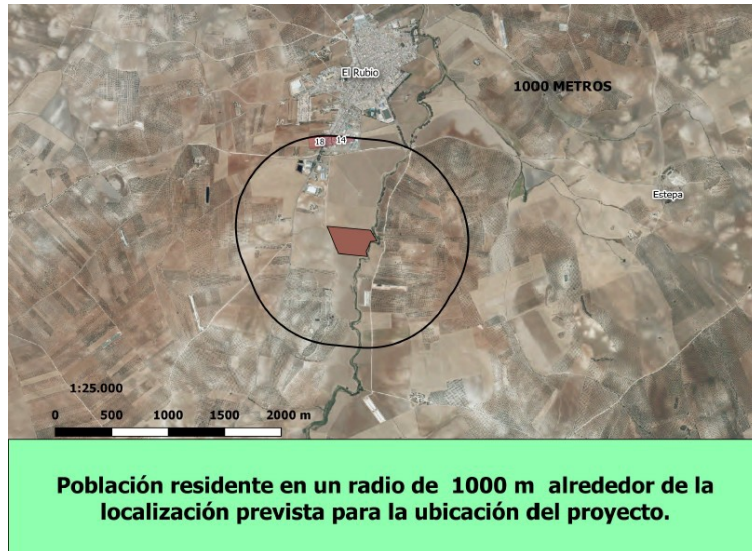 El Rubio
1000 METROS
18
14
Estepa
1:25.000
0 500 1000 1500 2000 m
Población residente en un radio de 1000 m alrededor de la
localización prevista para la ubicación del proyecto.